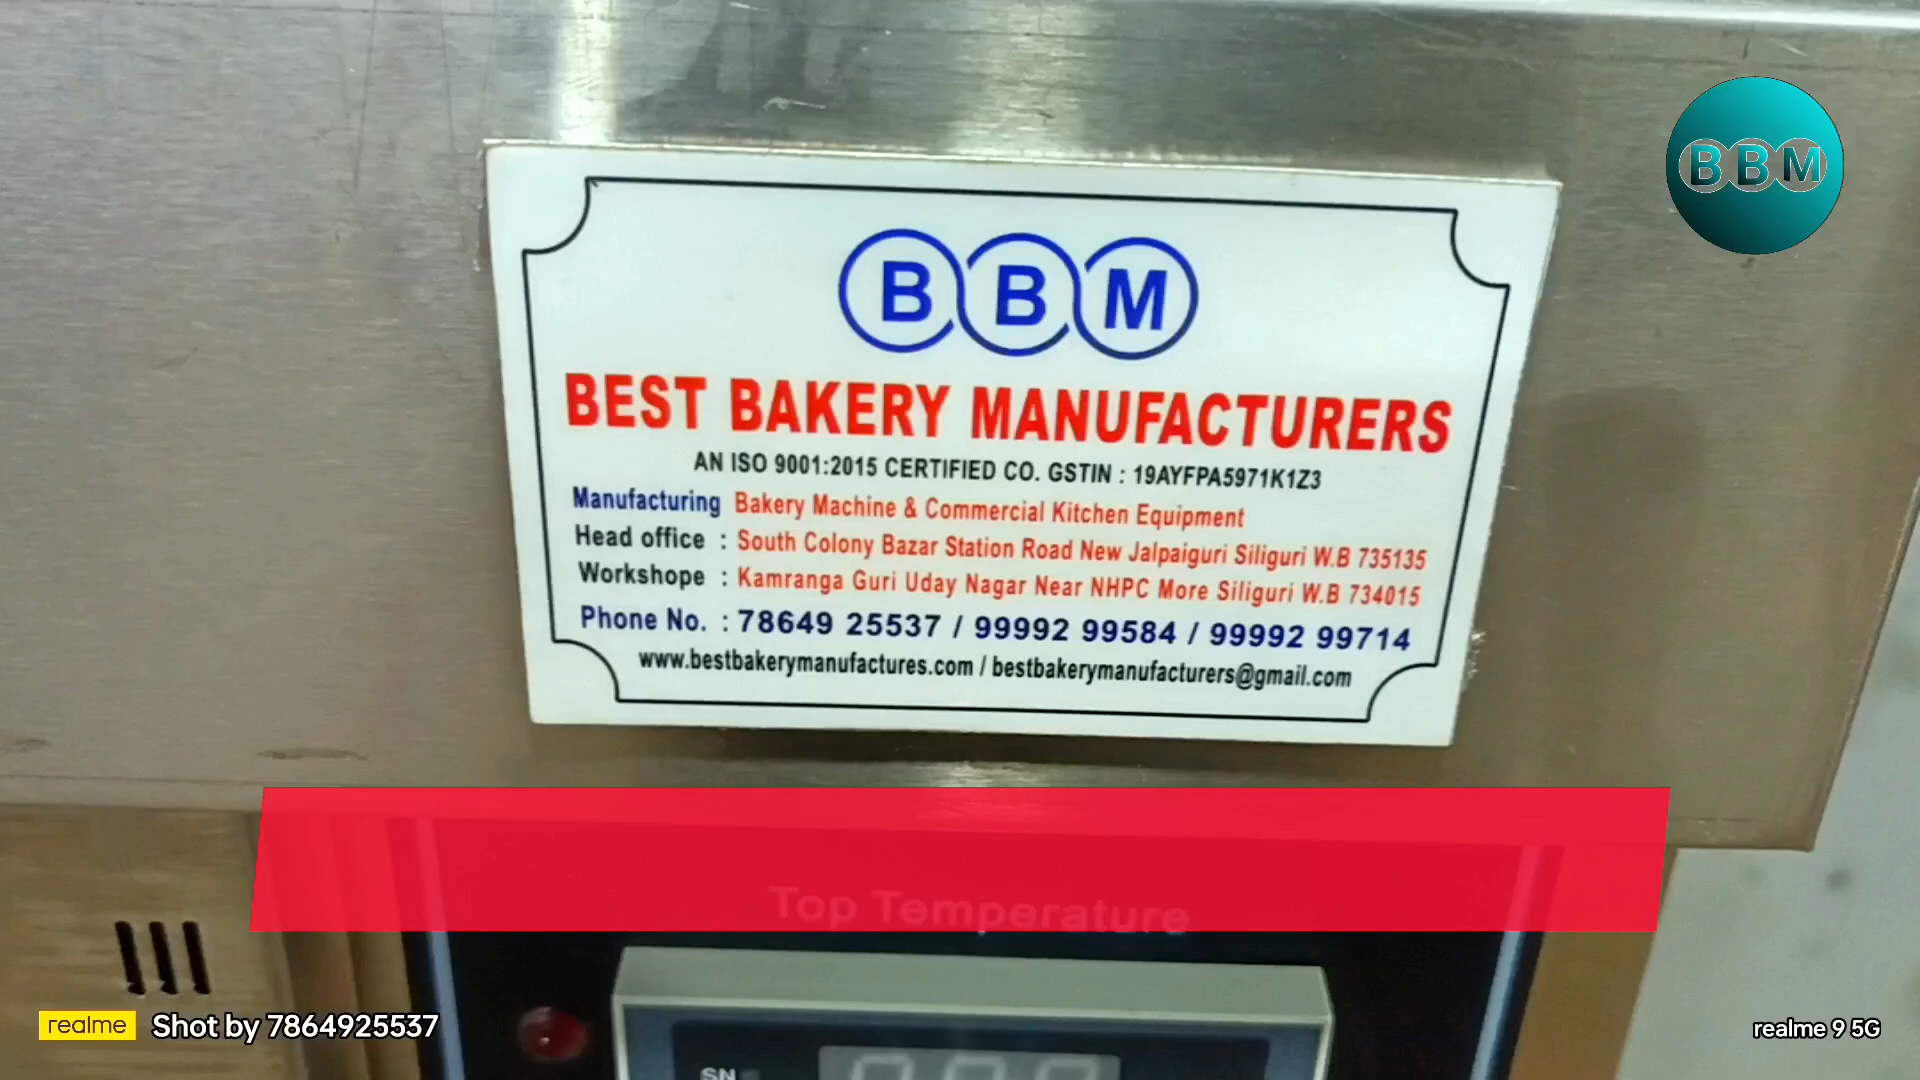 BBM
BBM
BEST BAKERY MANUFACTURERS
AN ISO 9001:2015 CERTIFIED CO. GSTIN : 19AYFPA5971K1Z3
Manufacturing Bakery Machine & Commercial Kitchen Equipment
Head office : South Colony Bazar Station Road New Jalpaiguri Siliguri W.B 735135
Workshope : Kamranga Guri Uday Nagar Near NHPC More Siliguri W.B 734015
Phone No. : 78649 25537 / 99992 99584 / 99992 99714
www.bestbakerymanufactures.com / bestbakerymanufacturers@gmail.com
Top Temperature
realme Shot by 7864925537
realme 9 5G
SN